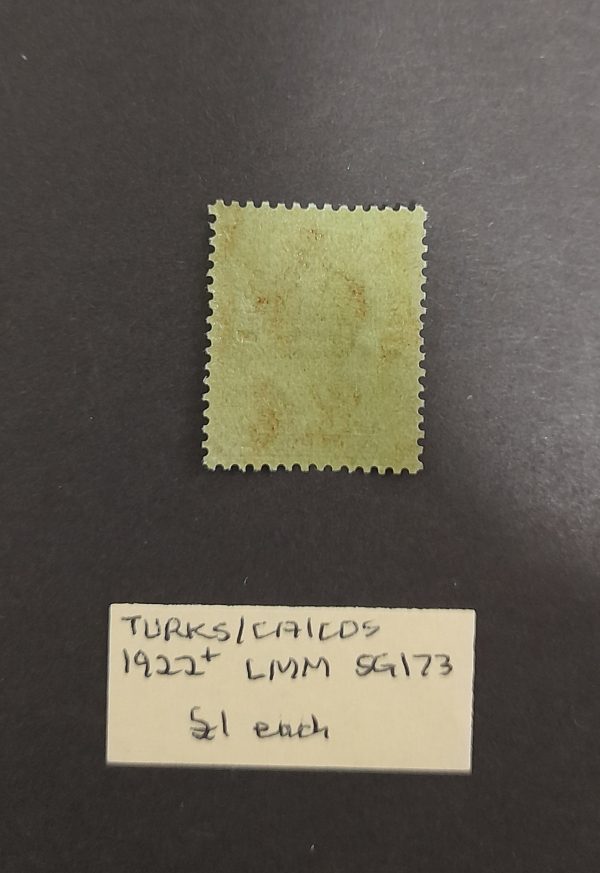 TURKS/CAICOS
1922+ LMM SG173
£1 each